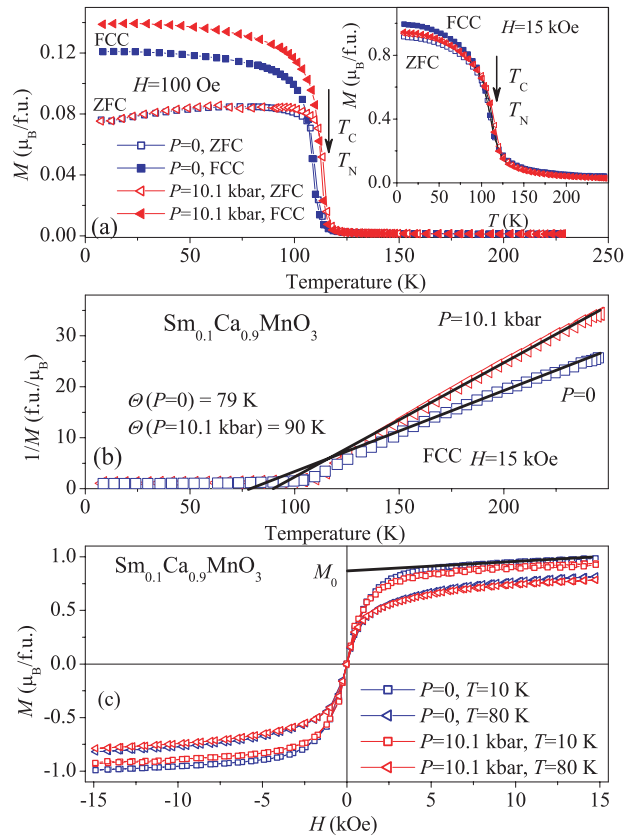 FCC
H=100 Oe
ZFC
P=0, ZFC
P=0, FCC
P=10.1 kbar, ZFC
P=10.1 kbar, FCC
T_C
T_N
(a)
M (μ_B/f.u.)
0.12
0.08
0.04
0.00
0 50 100 150 200 250
Temperature (K)
FCC H=15 kOe
ZFC
T_C
T_N
M (μ_B/f.u.)
0.8
0.4
0.0
0 50 100 150 200
T (K)
Sm_0.1Ca_0.9MnO_3
P=10.1 kbar
P=0
Θ (P=0) = 79 K
Θ (P=10.1 kbar) = 90 K
FCC H=15 kOe
(b)
1/M (f.u./μ_B)
30
20
10
0
0 50 100 150 225
Temperature (K)
Sm_0.1Ca_0.9MnO_3
M_0
(c)
P=0, T=10 K
P=0, T=80 K
P=10.1 kbar, T=10 K
P=10.1 kbar, T=80 K
M (μ_B/f.u.)
1.0
0.5
0.0
-0.5
-1.0
-15 -10 -5 0 5 10 15
H (kOe)